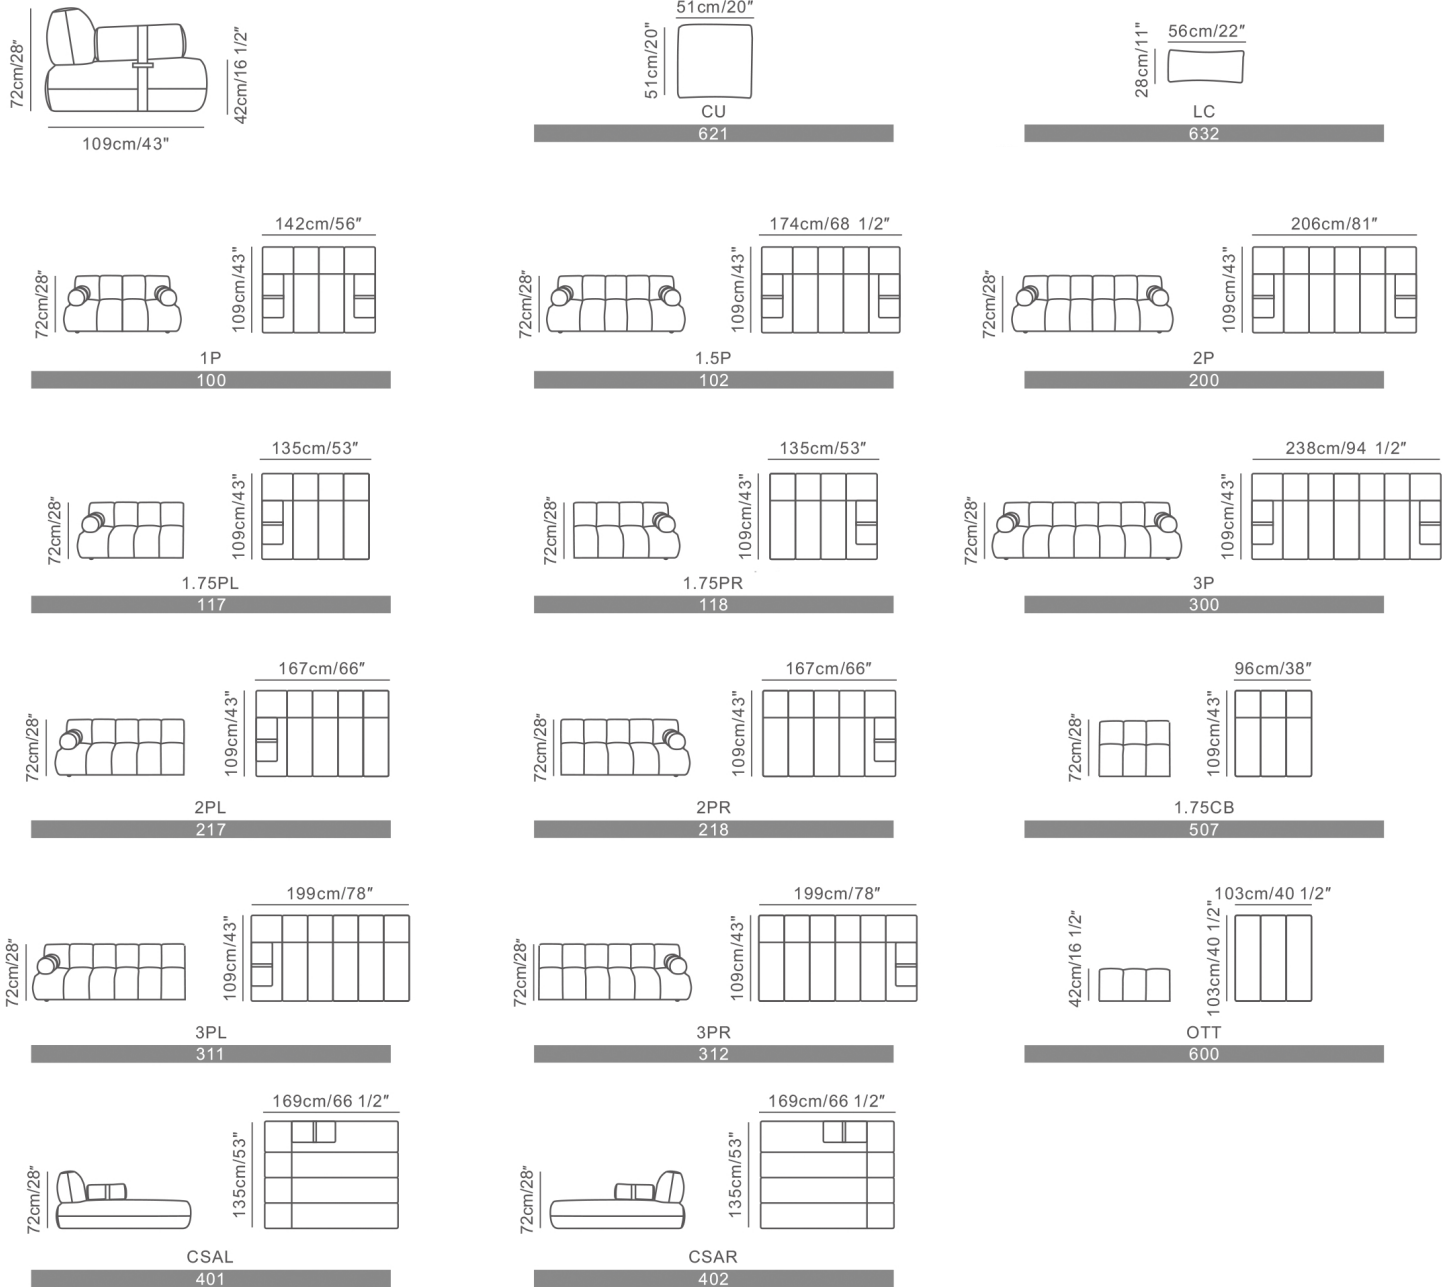 72cm/28"
42cm/16 1/2"
109cm/43"
51cm/20″
51cm/20"
CU
621
56cm/22″
28cm/11"
LC
632
142cm/56″
72cm/28″
109cm/43"
1P
100
174cm/68 1/2″
72cm/28″
109cm/43"
1.5P
102
206cm/81″
72cm/28″
109cm/43"
2P
200
135cm/53″
72cm/28″
109cm/43"
1.75PL
117
135cm/53″
72cm/28″
109cm/43"
1.75PR
118
238cm/94 1/2″
72cm/28″
109cm/43"
3P
300
167cm/66″
72cm/28″
109cm/43"
2PL
217
167cm/66″
72cm/28″
109cm/43"
2PR
218
96cm/38″
72cm/28″
109cm/43"
1.75CB
507
199cm/78″
72cm/28″
109cm/43"
3PL
311
199cm/78″
72cm/28″
109cm/43"
3PR
312
103cm/40 1/2″
42cm/16 1/2"
103cm/40 1/2"
OTT
600
169cm/66 1/2″
72cm/28″
135cm/53"
CSAL
401
169cm/66 1/2″
72cm/28″
135cm/53"
CSAR
402